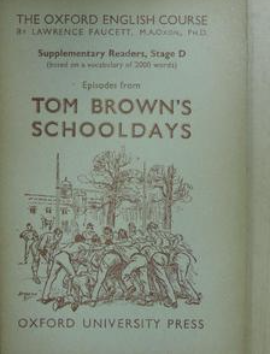 THE OXFORD ENGLISH COURSE
BY LAWRENCE FAUCETT, M.A.OXON, PH.D.
Supplementary Readers, Stage D
(based on a vocabulary of 2000 words)
Episodes from
TOM BROWN'S
SCHOOLDAYS
OXFORD UNIVERSITY PRESS